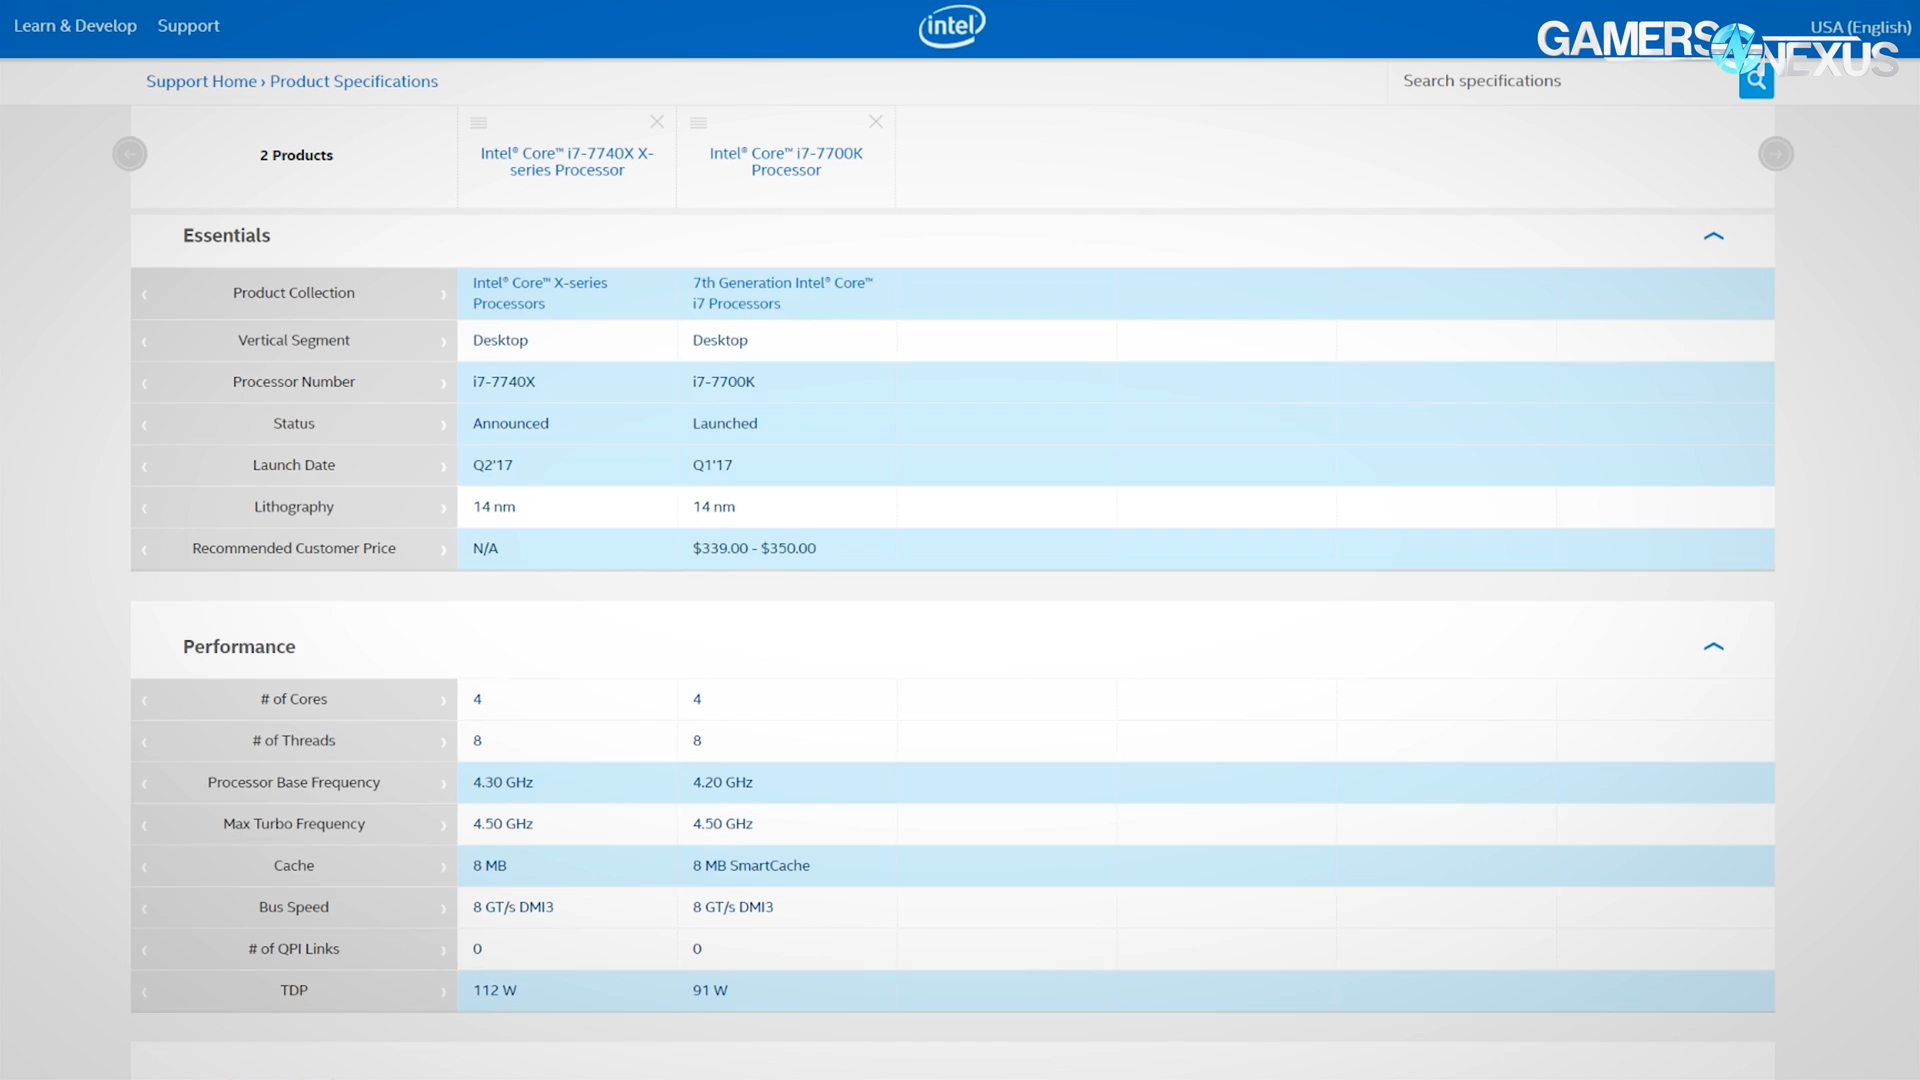 Learn & Develop Support
intel
USA (English)
GAMERS NEXUS
Support Home › Product Specifications
Search specifications
2 Products
Intel® Core™ i7-7740X X-
series Processor
Intel® Core™ i7-7700K
Processor
Essentials
Product Collection
Intel® Core™ X-series
Processors
7th Generation Intel® Core™
i7 Processors
Vertical Segment Desktop Desktop
Processor Number i7-7740X i7-7700K
Status Announced Launched
Launch Date Q2'17 Q1'17
Lithography 14 nm 14 nm
Recommended Customer Price N/A $339.00 - $350.00
Performance
# of Cores 4 4
# of Threads 8 8
Processor Base Frequency 4.30 GHz 4.20 GHz
Max Turbo Frequency 4.50 GHz 4.50 GHz
Cache 8 MB 8 MB SmartCache
Bus Speed 8 GT/s DMI3 8 GT/s DMI3
# of QPI Links 0 0
TDP 112 W 91 W